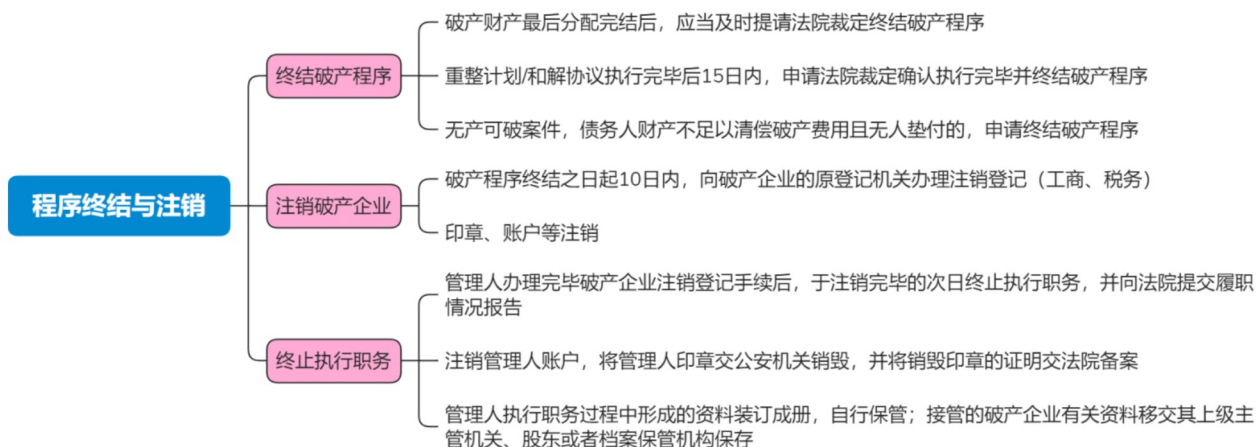 程序终结与注销
终结破产程序
破产财产最后分配完结后，应当及时提请法院裁定终结破产程序
重整计划/和解协议执行完毕后15日内，申请法院裁定确认执行完毕并终结破产程序
无产可破案件，债务人财产不足以清偿破产费用且无人垫付的，申请终结破产程序
注销破产企业
破产程序终结之日起10日内，向破产企业的原登记机关办理注销登记（工商、税务）
印章、账户等注销
终止执行职务
管理人办理完毕破产企业注销登记手续后，于注销完毕的次日终止执行职务，并向法院提交履职
情况报告
注销管理人账户，将管理人印章交公安机关销毁，并将销毁印章的证明交法院备案
管理人执行职务过程中形成的资料装订成册，自行保管；接管的破产企业有关资料移交其上级主
管机关、股东或者档案保管机构保存